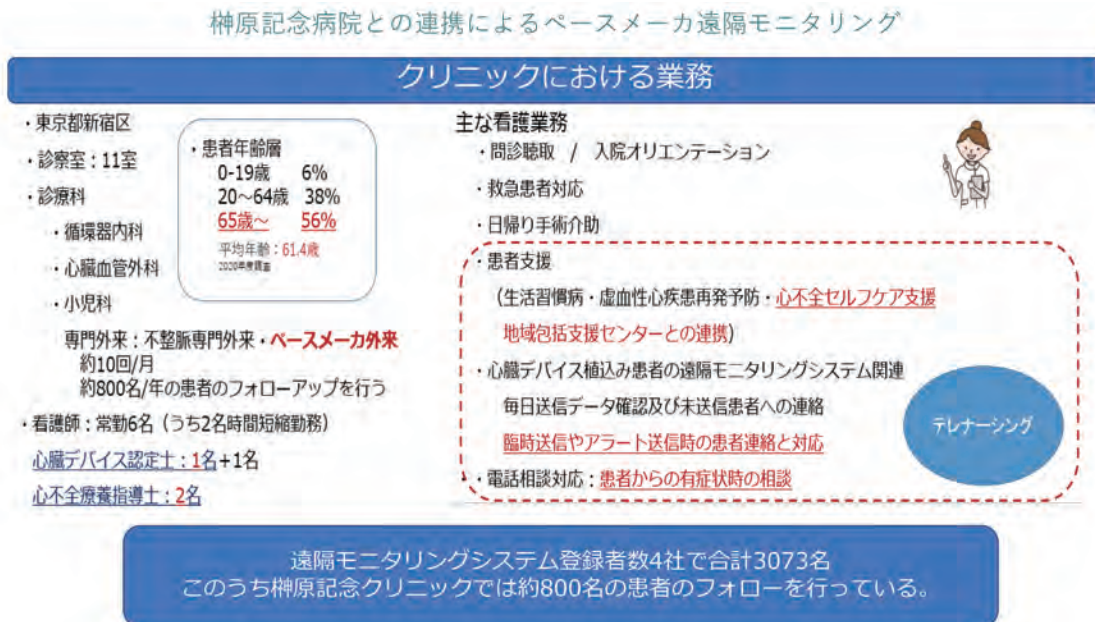 榊原記念病院との連携によるペースメーカ遠隔モニタリング
クリニックにおける業務
・東京都新宿区
・診察室：11室
・診療科
・循環器内科
・心臓血管外科
・小児科
専門外来：不整脈専門外来・ペースメーカ外来
約10回/月
約800名/年の患者のフォローアップを行う
・看護師：常勤6名（うち2名時間短縮勤務）
心臓デバイス認定士：1名+1名
心不全療養指導士：2名
・患者年齢層
0-19歳 6%
20～64歳 38%
65歳～ 56%
平均年齢：61.4歳
2020年度調査
主な看護業務
・問診聴取 / 入院オリエンテーション
・救急患者対応
・日帰り手術介助
・患者支援
（生活習慣病・虚血性心疾患再発予防・心不全セルフケア支援
地域包括支援センターとの連携）
・心臓デバイス植込み患者の遠隔モニタリングシステム関連
毎日送信データ確認及び未送信患者への連絡
臨時送信やアラート送信時の患者連絡と対応
・電話相談対応：患者からの有症状時の相談
テレナーシング
遠隔モニタリングシステム登録者数4社で合計3073名
このうち榊原記念クリニックでは約800名の患者のフォローを行っている。